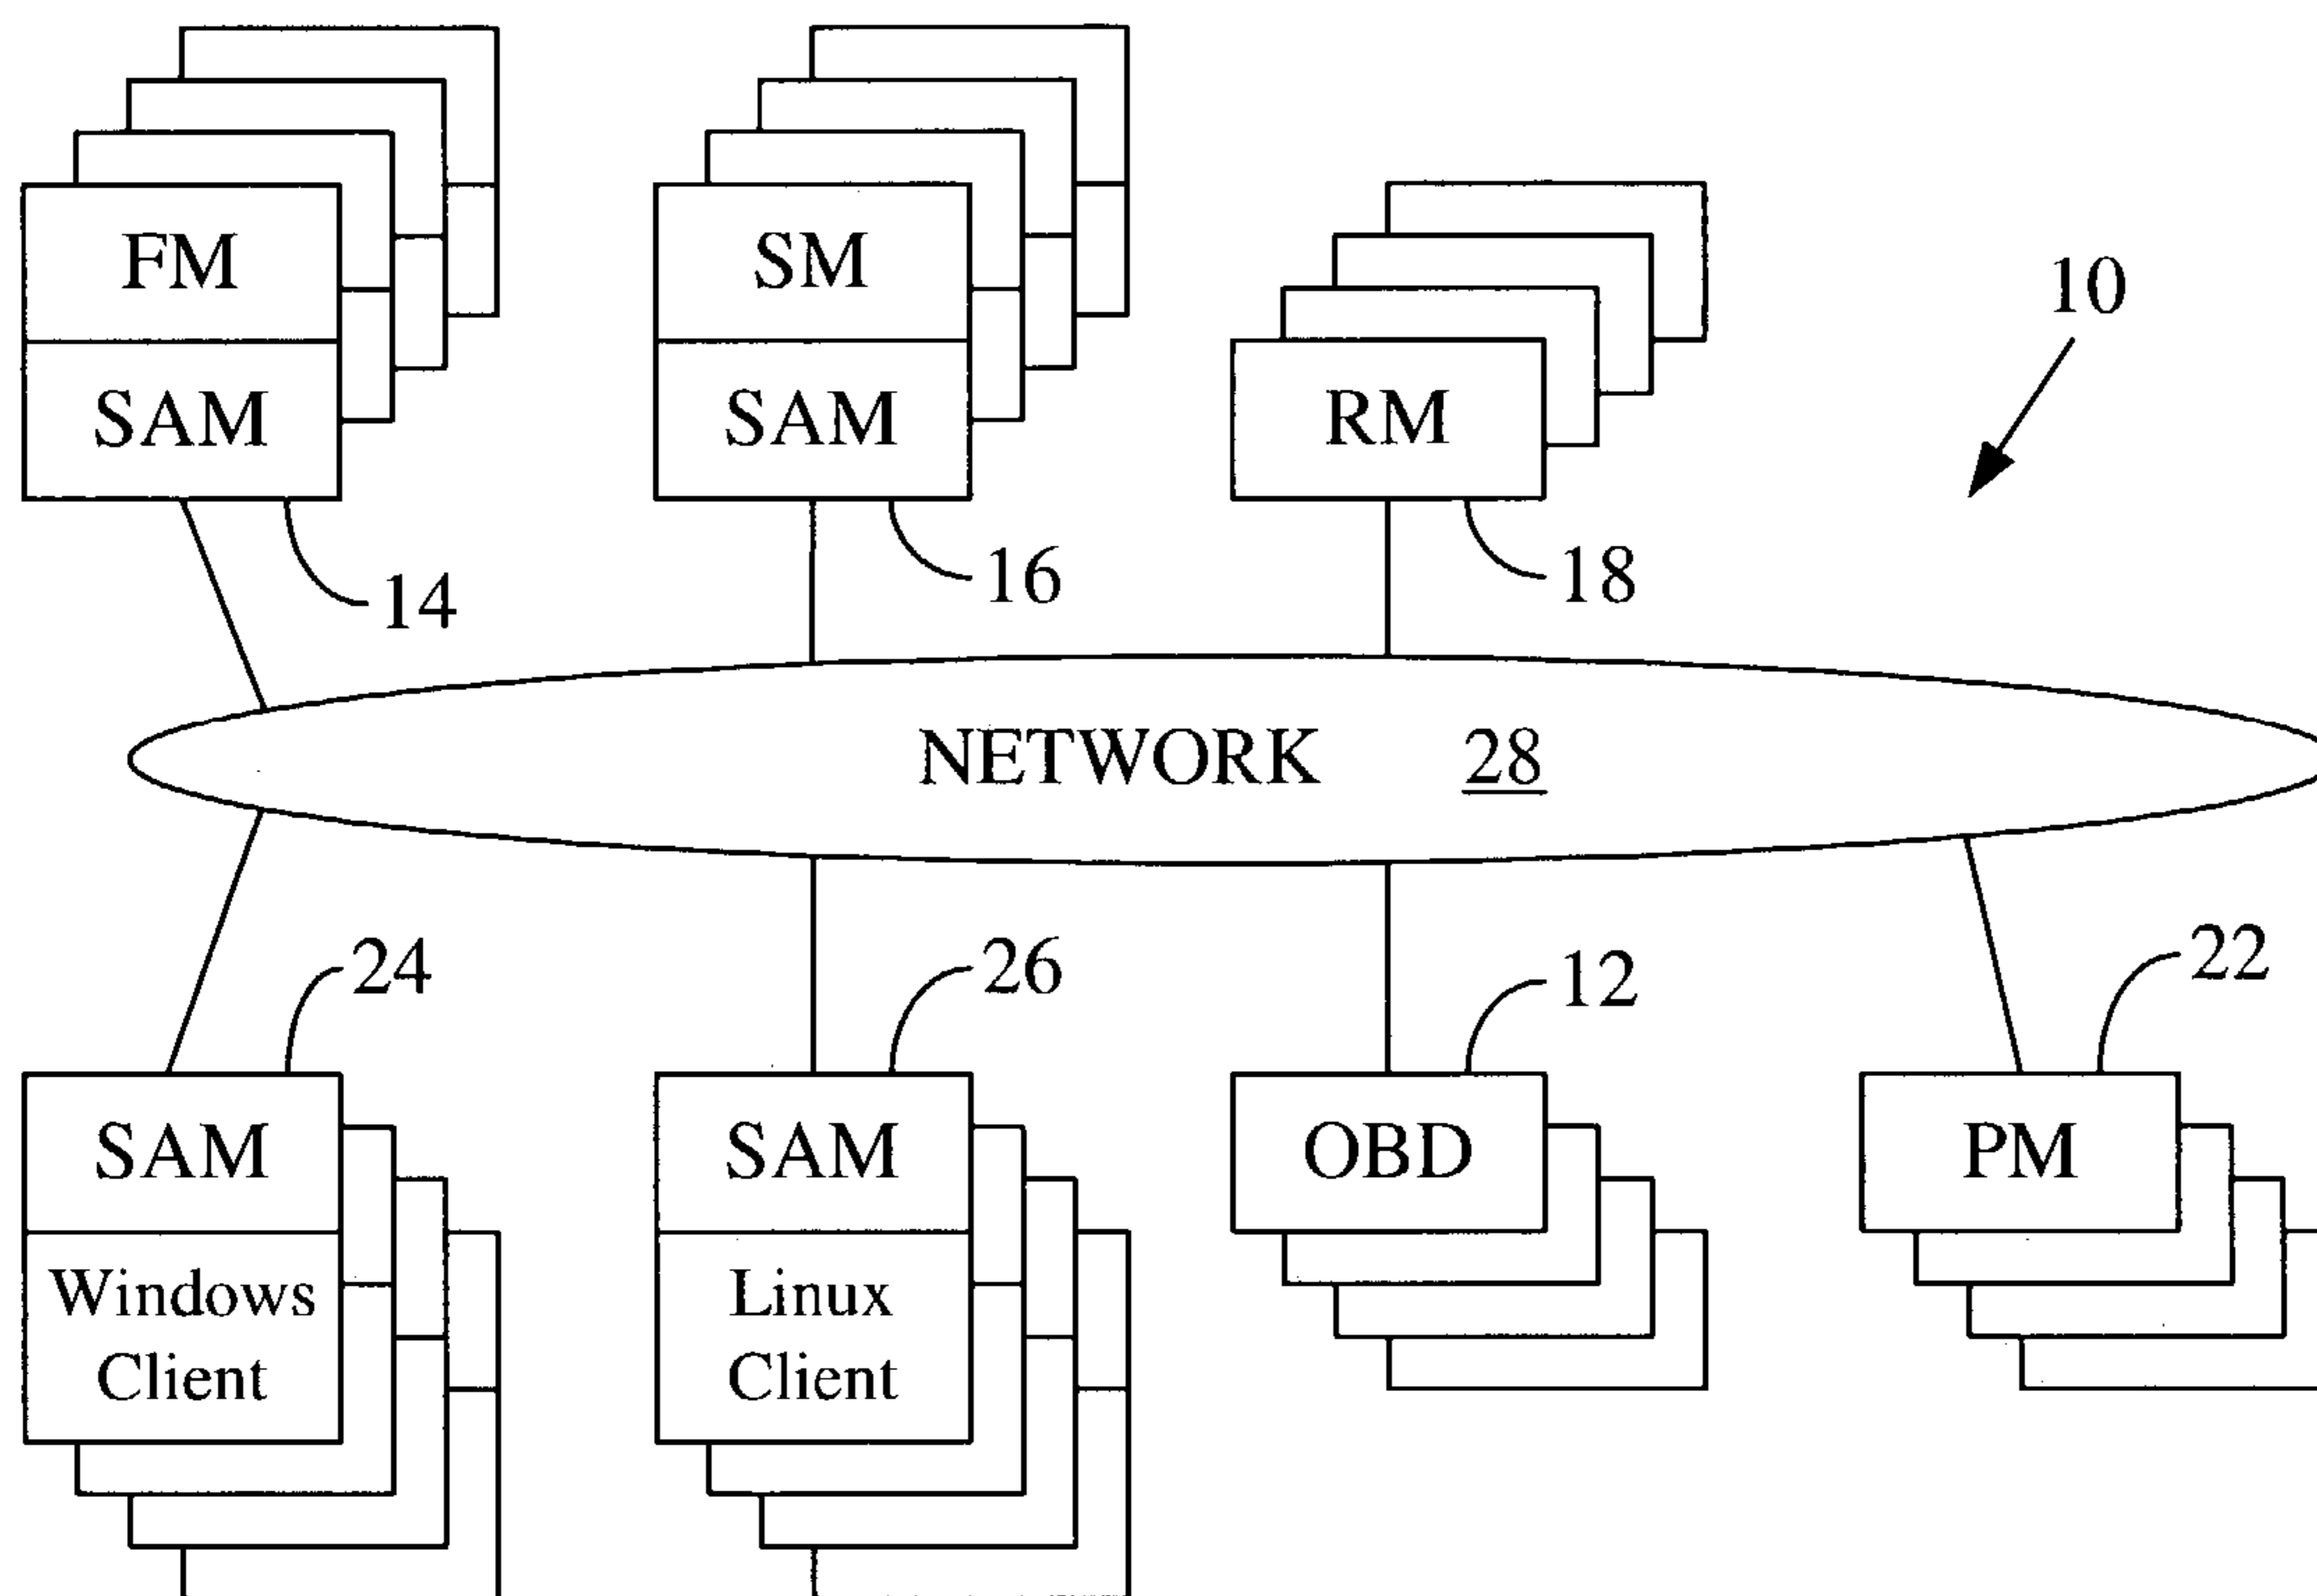 FM
SAM
14
SM
SAM
16
RM
18
10
NETWORK 28
24
SAM
Windows
Client
26
SAM
Linux
Client
12
OBD
22
PM